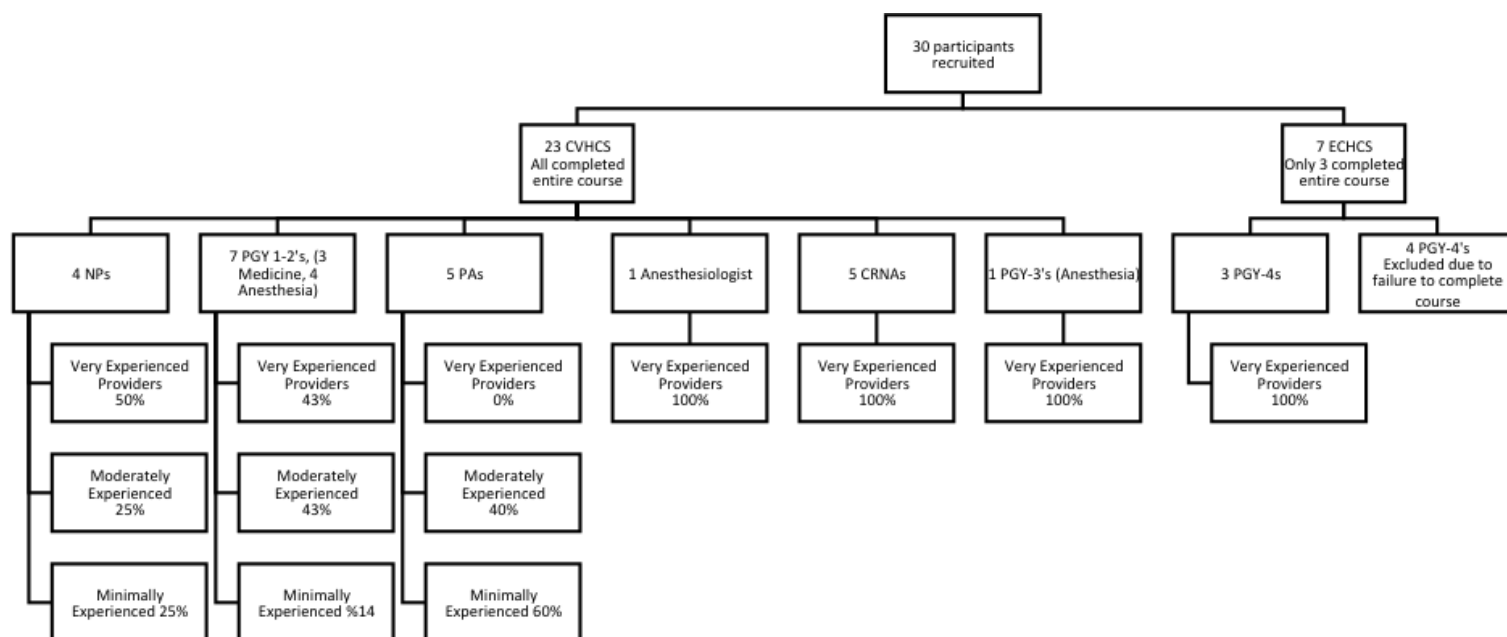 30 participants
recruited
23 CVHCS
All completed
entire course
7 ECHCS
Only 3 completed
entire course
4 NPs
7 PGY 1-2's, (3
Medicine, 4
Anesthesia)
5 PAs
1 Anesthesiologist
5 CRNAs
1 PGY-3's (Anesthesia)
3 PGY-4s
4 PGY-4's
Excluded due to
failure to complete
course
Very Experienced
Providers
50%
Very Experienced
Providers
43%
Very Experienced
Providers
0%
Very Experienced
Providers
100%
Very Experienced
Providers
100%
Very Experienced
Providers
100%
Very Experienced
Providers
100%
Moderately
Experienced
25%
Moderately
Experienced
43%
Moderately
Experienced
40%
Minimally
Experienced 25%
Minimally
Experienced %14
Minimally
Experienced 60%